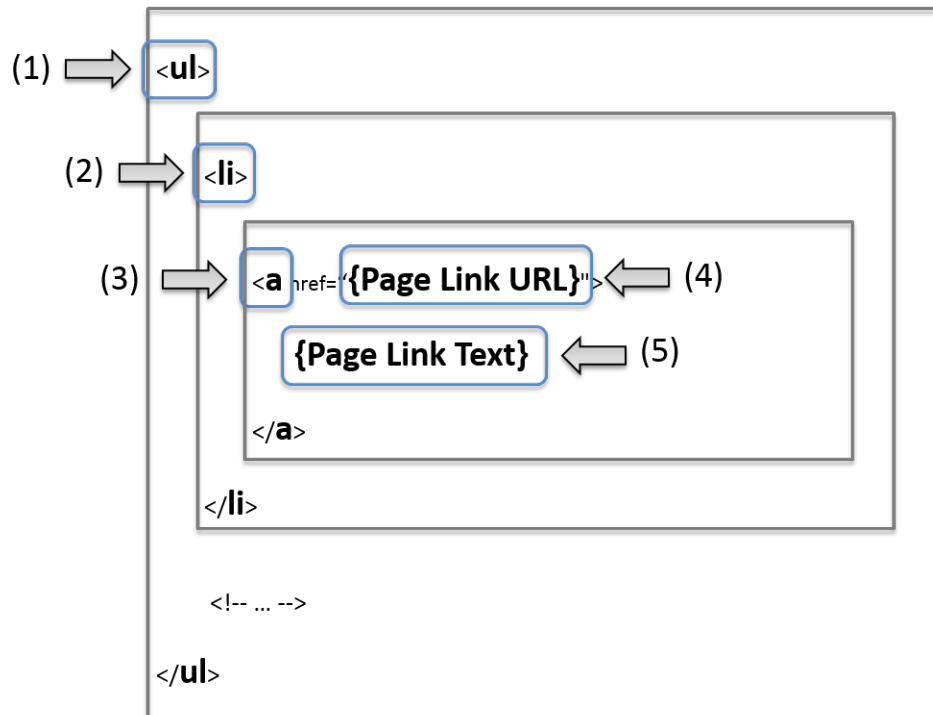 (1) <ul>
(2) <li>
(3) <a href=“{Page Link URL}"> (4)
{Page Link Text} (5)
</a>
</li>
<!-- ... -->
</ul>